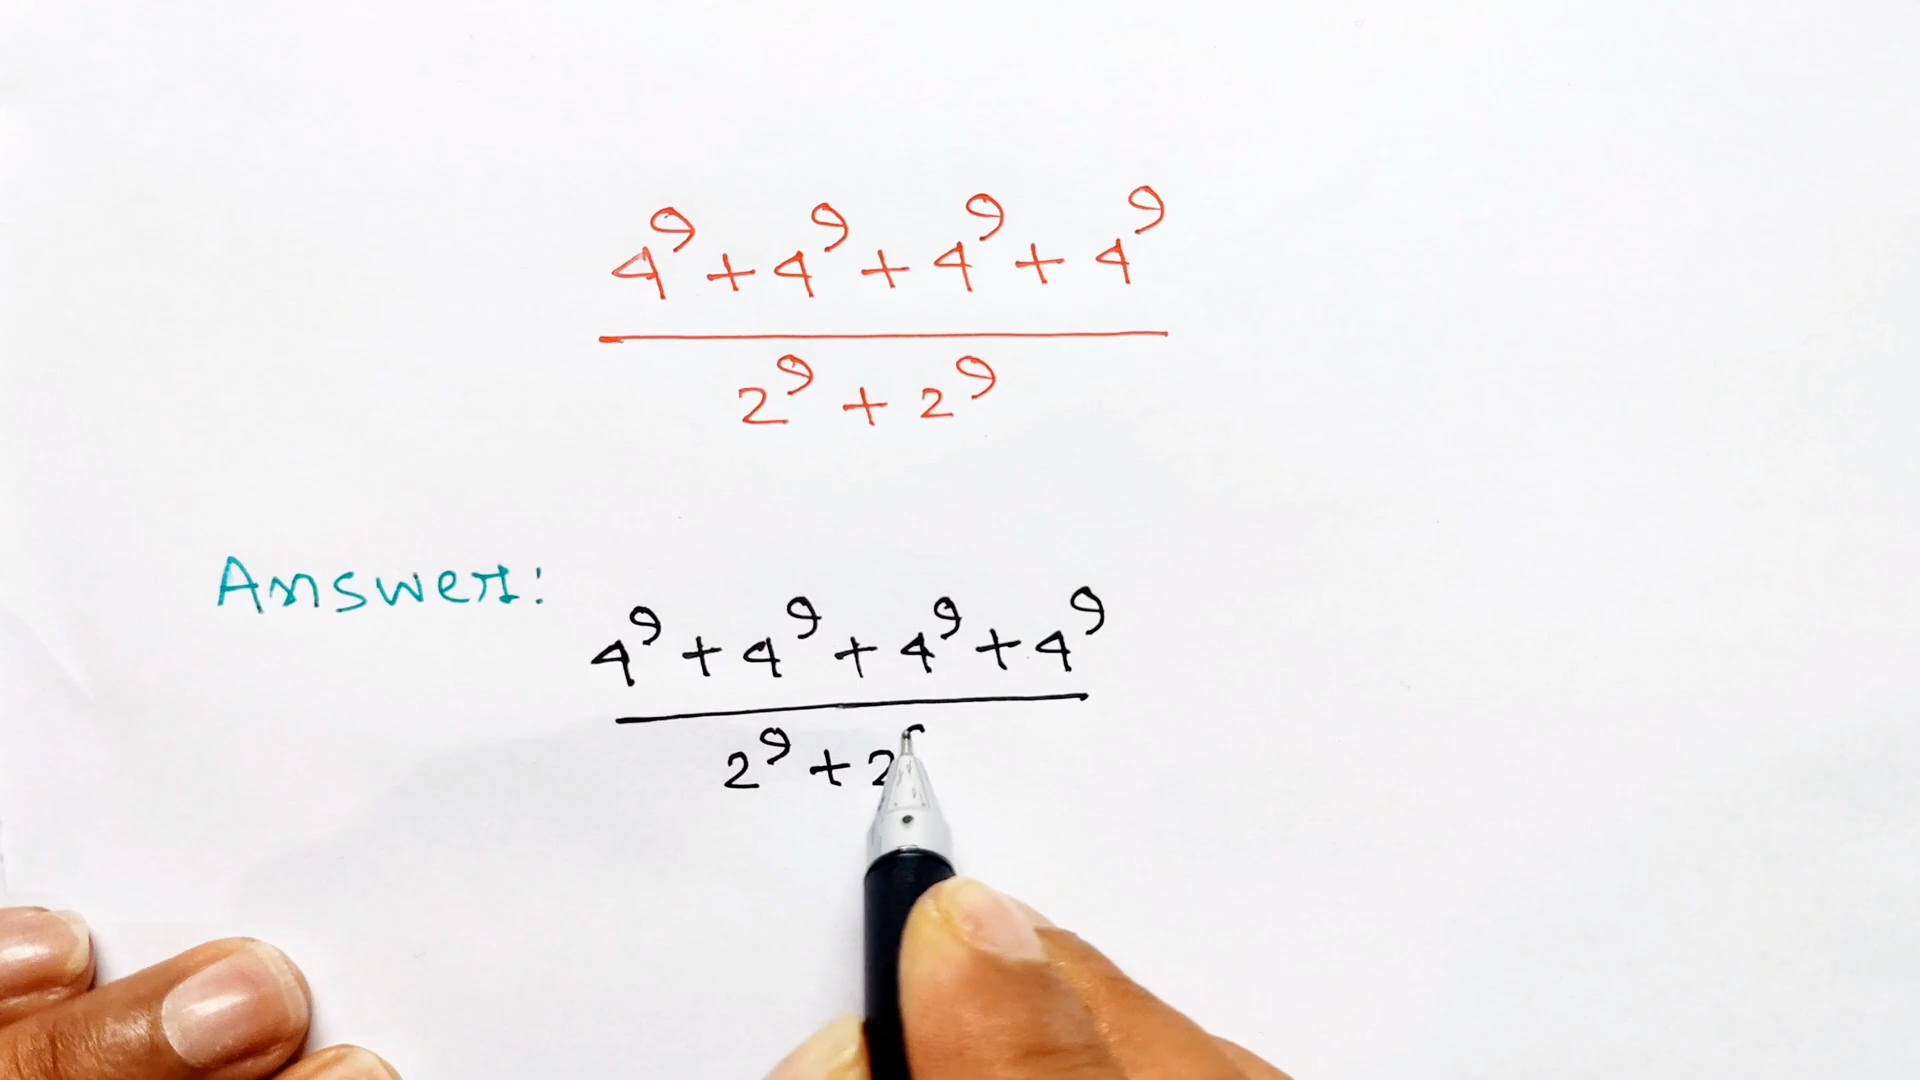 4⁹ + 4⁹ + 4⁹ + 4⁹
2⁹ + 2⁹
Answer:
4⁹ + 4⁹ + 4⁹ + 4⁹
2⁹ + 2